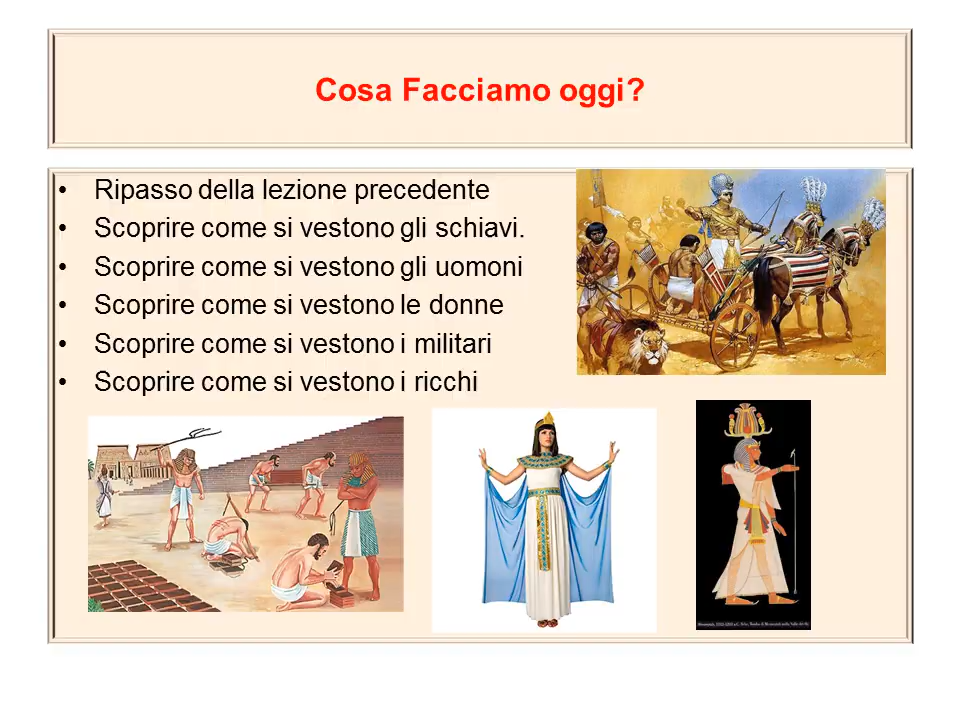 Cosa Facciamo oggi?
• Ripasso della lezione precedente
• Scoprire come si vestono gli schiavi.
• Scoprire come si vestono gli uomoni
• Scoprire come si vestono le donne
• Scoprire come si vestono i militari
• Scoprire come si vestono i ricchi